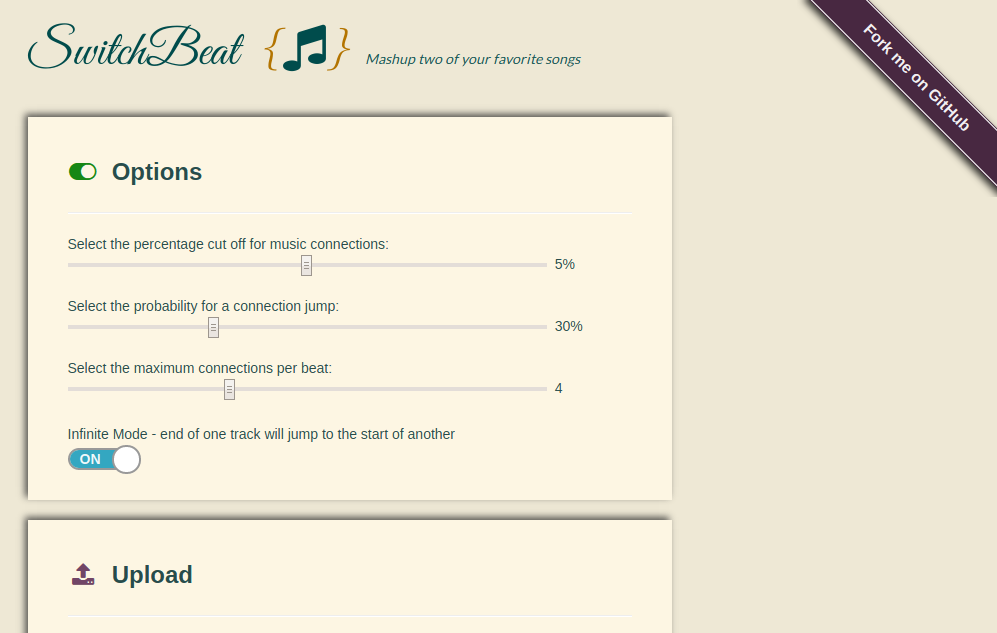 SwitchBeat { } Mashup two of your favorite songs
Fork me on GitHub
Options
Select the percentage cut off for music connections:
5%
Select the probability for a connection jump:
30%
Select the maximum connections per beat:
4
Infinite Mode - end of one track will jump to the start of another
ON
Upload